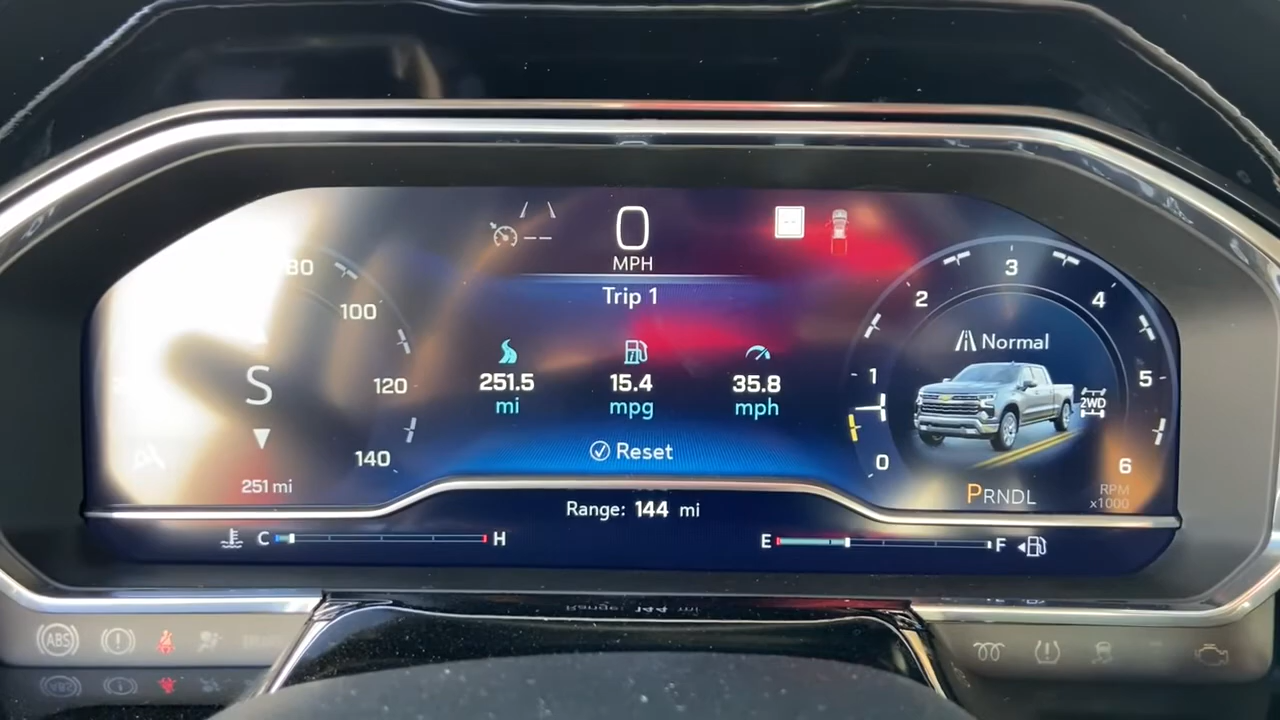 0
MPH
Trip 1
251.5
mi
15.4
mpg
35.8
mph
Reset
Range: 144 mi
80
100
120
140
S
251 mi
C
H
0
1
2
3
4
5
6
Normal
2WD
PRNDL
RPM
x1000
E
F
ABS